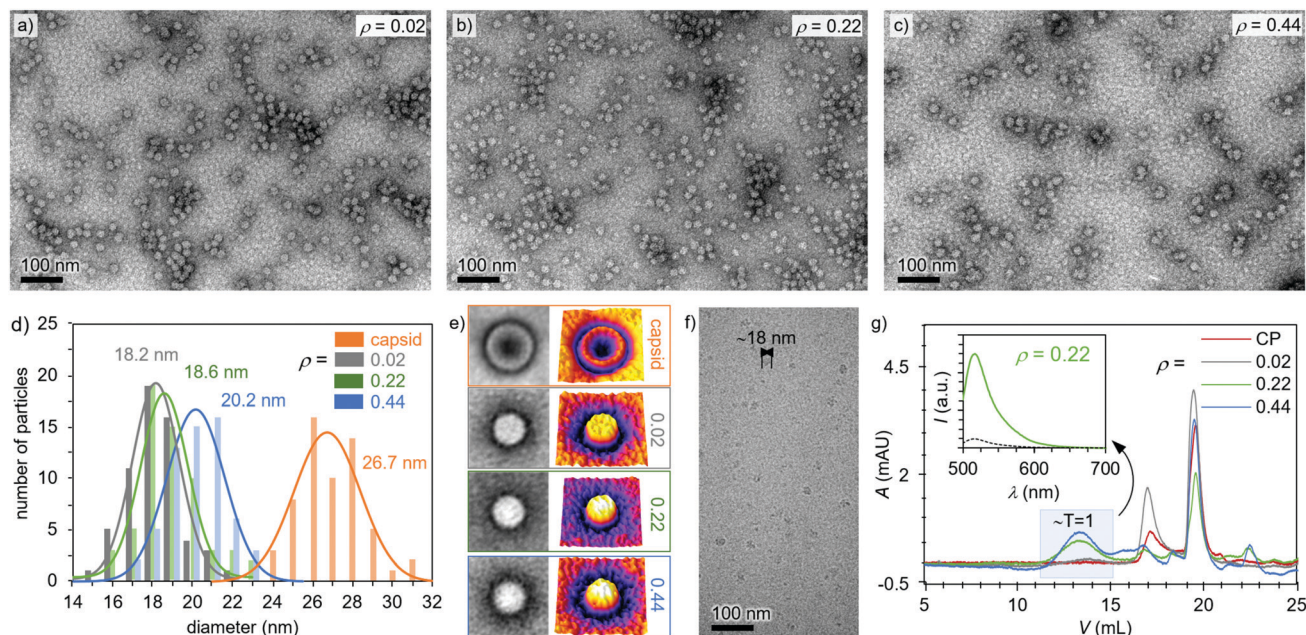 a)
ρ = 0.02
100 nm
b)
ρ = 0.22
100 nm
c)
ρ = 0.44
100 nm
d)
number of particles
25
20
15
10
5
0
14 16 18 20 22 24 26 28 30 32
diameter (nm)
18.2 nm
18.6 nm
20.2 nm
26.7 nm
capsid
ρ =
0.02
0.22
0.44
e)
capsid
0.02
0.22
0.44
f)
~18 nm
100 nm
g)
A (mAU)
4.5
2
-0.5
5 10 15 20 25
V (mL)
I (a.u.)
ρ = 0.22
500 600 700
λ (nm)
~T=1
CP
ρ =
0.02
0.22
0.44